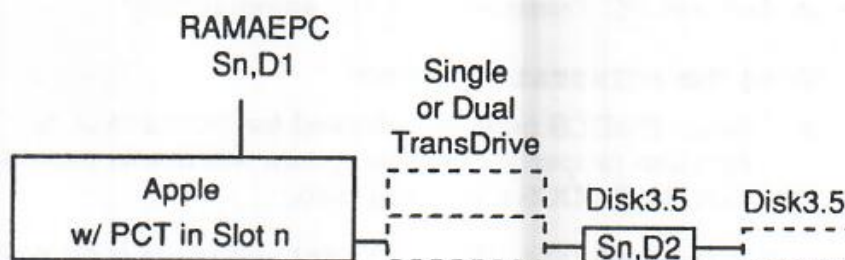 RAMAEPC
Sn,D1
Single
or Dual
TransDrive
Apple
w/ PCT in Slot n
Disk3.5
Sn,D2
Disk3.5